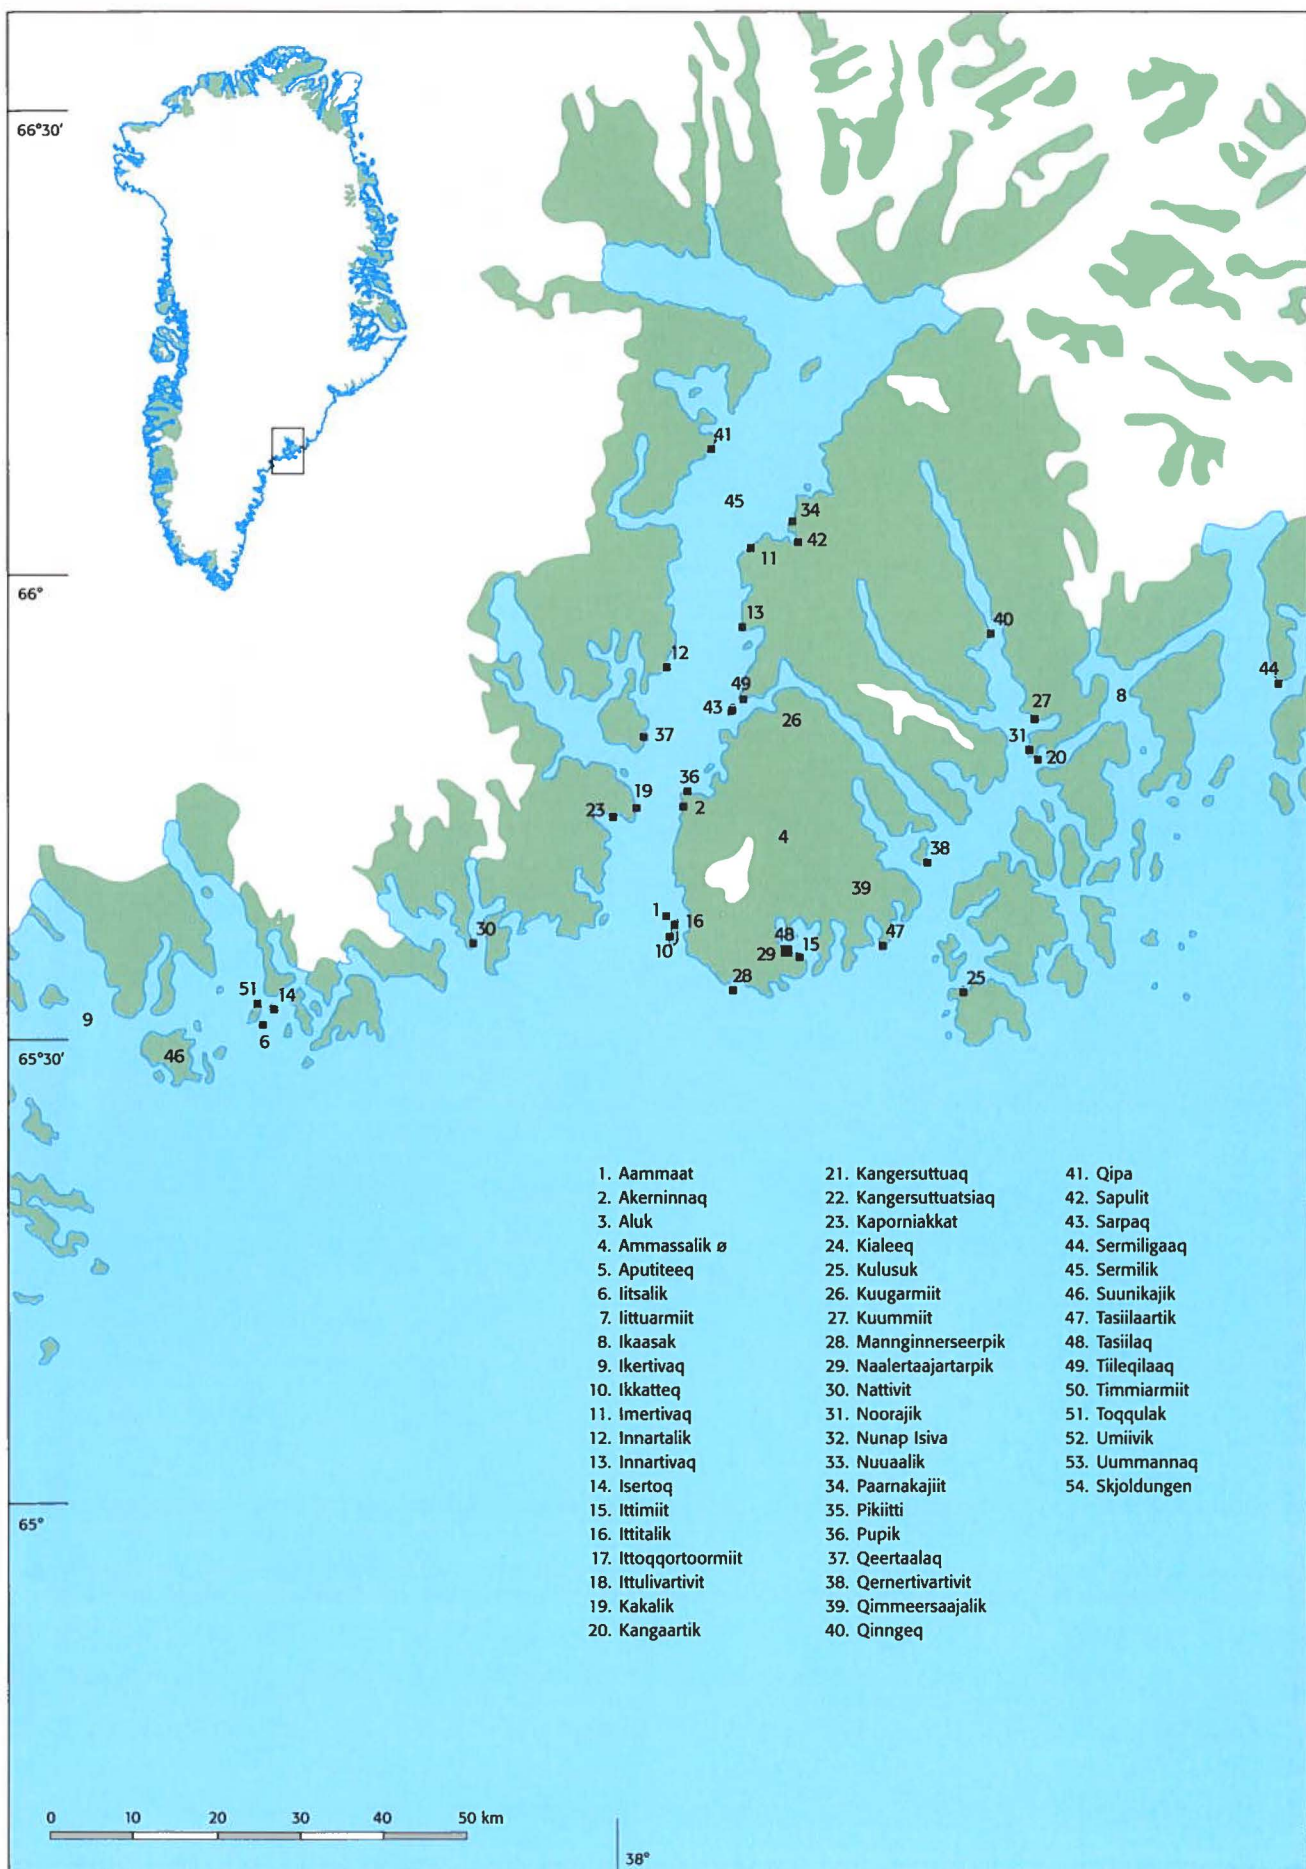 66°30'
41
45
34
42
11
66°
13
40
12
44
49
8
43
26
27
37
31
20
36
19
2
23
4
38
39
1
16
30
48
47
10
29
15
28
25
51
14
9
6
46
65°30'
1. Aammaat
2. Akerninnaq
3. Aluk
4. Ammassalik ø
5. Aputiteeq
6. Iitsalik
7. Iittuarmiit
8. Ikaasak
9. Ikertivaq
10. Ikkatteq
11. Imertivaq
12. Innartalik
13. Innartivaq
14. Isertoq
15. Ittimiit
16. Ittitalik
17. Ittoqqortoormiit
18. Ittulivartivit
19. Kakalik
20. Kangaartik
21. Kangersuttuaq
22. Kangersuttuatsiaq
23. Kaporniakkat
24. Kialeeq
25. Kulusuk
26. Kuugarmiit
27. Kuummiit
28. Mannginnerseerpik
29. Naalertaajartarpik
30. Nattivit
31. Noorajik
32. Nunap Isiva
33. Nuuaalik
34. Paarnakajiit
35. Pikiitti
36. Pupik
37. Qeertaalaq
38. Qernertivartivit
39. Qimmeersaajalik
40. Qinngeq
41. Qipa
42. Sapulit
43. Sarpaq
44. Sermiligaaq
45. Sermilik
46. Suunikajik
47. Tasiilaartik
48. Tasiilaq
49. Tiileqilaaq
50. Timmiarmiit
51. Toqqulak
52. Umiivik
53. Uummannaq
54. Skjoldungen
65°
0 10 20 30 40 50 km
38°